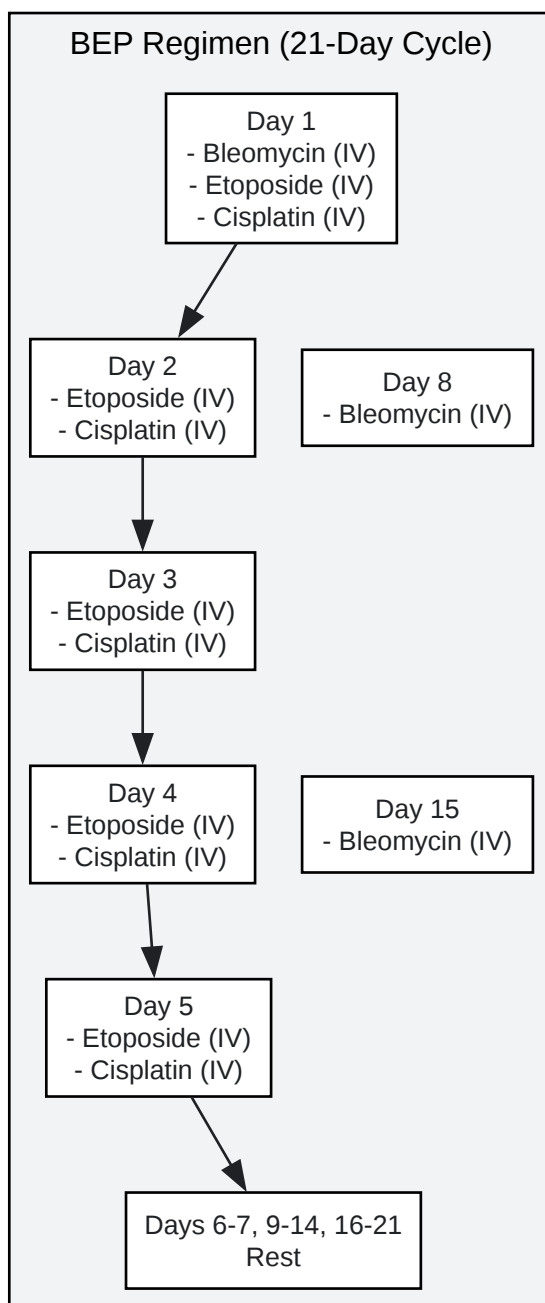 BEP Regimen (21-Day Cycle)
Day 1
- Bleomycin (IV)
- Etoposide (IV)
- Cisplatin (IV)
Day 2
- Etoposide (IV)
- Cisplatin (IV)
Day 8
- Bleomycin (IV)
Day 3
- Etoposide (IV)
- Cisplatin (IV)
Day 4
- Etoposide (IV)
- Cisplatin (IV)
Day 15
- Bleomycin (IV)
Day 5
- Etoposide (IV)
- Cisplatin (IV)
Days 6-7, 9-14, 16-21
Rest